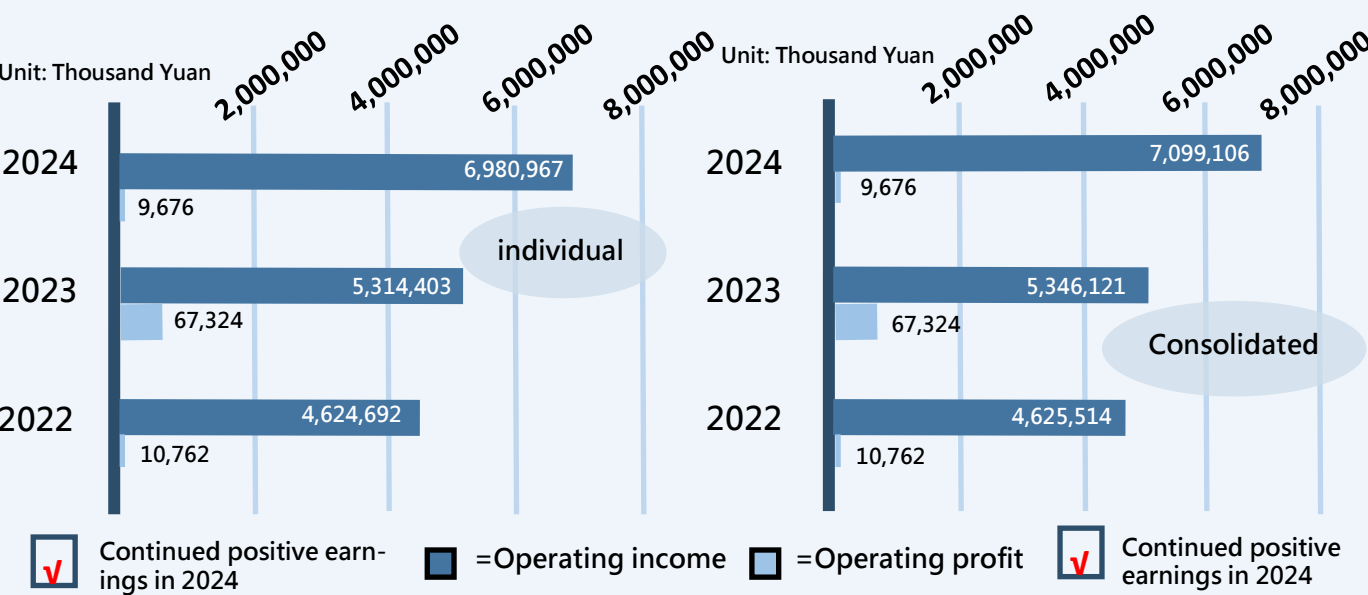 Unit: Thousand Yuan
2,000,000
4,000,000
6,000,000
8,000,000
2024
6,980,967
9,676
individual
2023
5,314,403
67,324
2022
4,624,692
10,762
Unit: Thousand Yuan
2,000,000
4,000,000
6,000,000
8,000,000
2024
7,099,106
9,676
2023
5,346,121
67,324
Consolidated
2022
4,625,514
10,762
√
Continued positive earn-
ings in 2024
=Operating income
=Operating profit
√
Continued positive
earnings in 2024